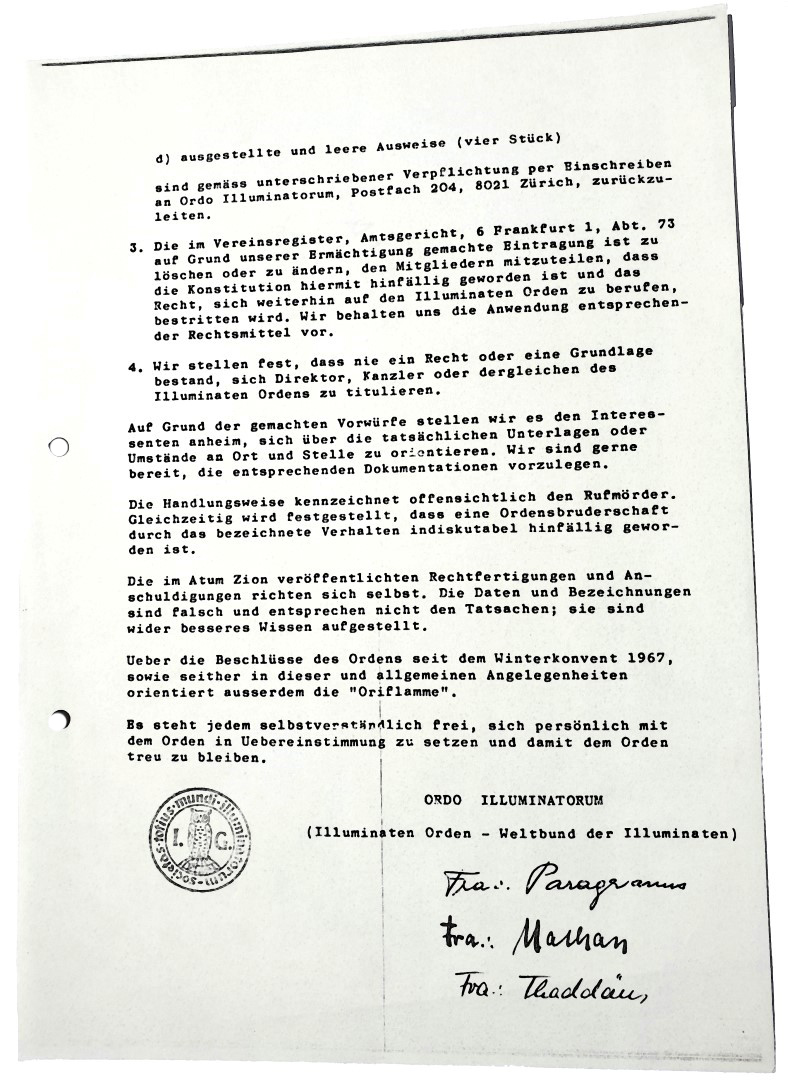 d) ausgestellte und leere Ausweise (vier Stück)
sind gemäss unterschriebener Verpflichtung per Einschreiben
an Ordo Illuminatorum, Postfach 204, 8021 Zürich, zurückzu-
leiten.
3. Die im Vereinsregister, Amtsgericht, 6 Frankfurt 1, Abt. 73
auf Grund unserer Ermächtigung gemachte Eintragung ist zu
löschen oder zu ändern, den Mitgliedern mitzuteilen, dass
die Konstitution hiermit hinfällig geworden ist und das
Recht, sich weiterhin auf den Illuminaten Orden zu berufen,
bestritten wird. Wir behalten uns die Anwendung entsprechen-
der Rechtsmittel vor.
4. Wir stellen fest, dass nie ein Recht oder eine Grundlage
bestand, sich Direktor, Kanzler oder dergleichen des
Illuminaten Ordens zu titulieren.
Auf Grund der gemachten Vorwürfe stellen wir es den Interes-
senten anheim, sich über die tatsächlichen Unterlagen oder
Umstände an Ort und Stelle zu orientieren. Wir sind gerne
bereit, die entsprechenden Dokumentationen vorzulegen.
Die Handlungsweise kennzeichnet offensichtlich den Rufmörder.
Gleichzeitig wird festgestellt, dass eine Ordensbruderschaft
durch das bezeichnete Verhalten indiskutabel hinfällig gewor-
den ist.
Die im Atum Zion veröffentlichten Rechtfertigungen und An-
schuldigungen richten sich selbst. Die Daten und Bezeichnungen
sind falsch und entsprechen nicht den Tatsachen; sie sind
wider besseres Wissen aufgestellt.
Ueber die Beschlüsse des Ordens seit dem Winterkonvent 1967,
sowie seither in dieser und allgemeinen Angelegenheiten
orientiert ausserdem die "Oriflamme".
Es steht jedem selbstverständlich frei, sich persönlich mit
dem Orden in Uebereinstimmung zu setzen und damit dem Orden
treu zu bleiben.
societas·totius·mundi·illuminatorum
I. G.
ORDO ILLUMINATORUM
(Illuminaten Orden - Weltbund der Illuminaten)
Fra.: Paragranus
Fra.: Mathan
Fra.: Thaddäus